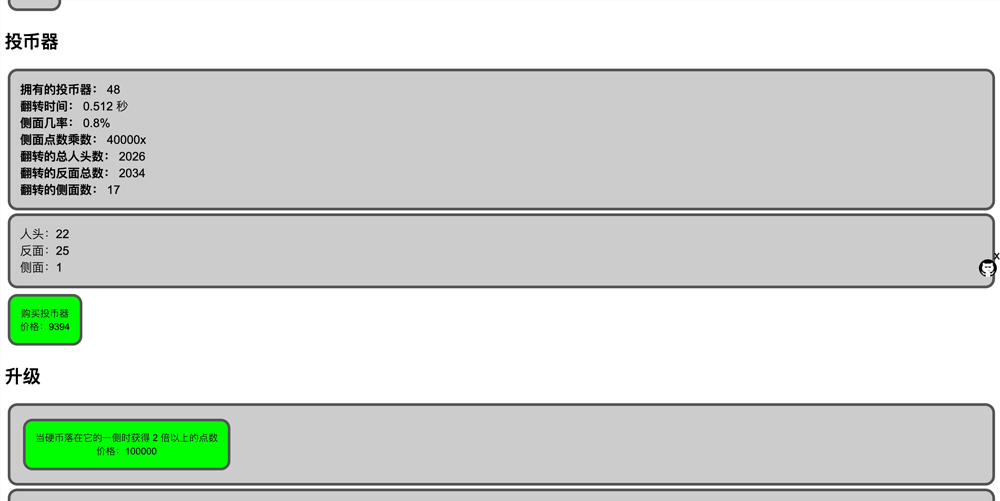 投币器
拥有的投币器： 48
翻转时间： 0.512 秒
侧面几率： 0.8%
侧面点数乘数： 40000x
翻转的总人头数： 2026
翻转的反面总数： 2034
翻转的侧面数： 17
人头：22
反面：25
侧面：1
x
购买投币器
价格：9394
升级
当硬币落在它的一侧时获得 2 倍以上的点数
价格：100000